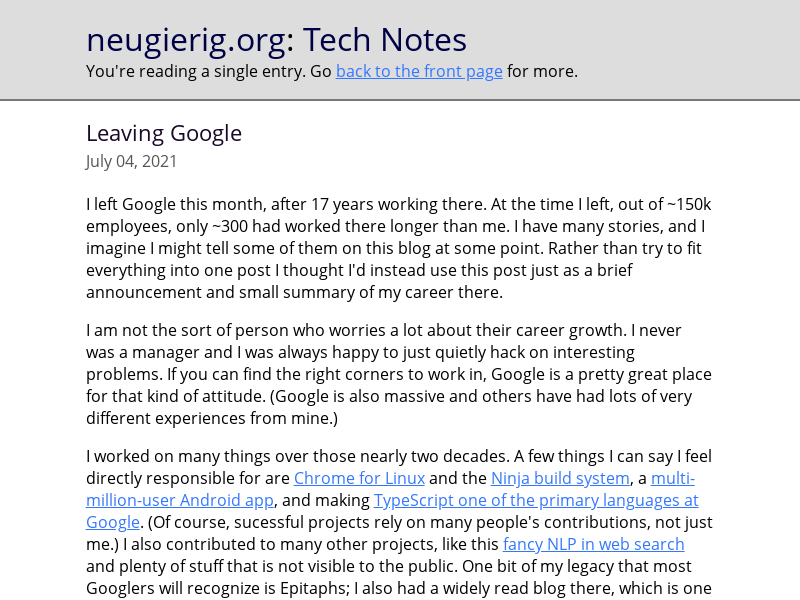 neugierig.org: Tech Notes
You're reading a single entry. Go back to the front page for more.
Leaving Google
July 04, 2021
I left Google this month, after 17 years working there. At the time I left, out of ~150k
employees, only ~300 had worked there longer than me. I have many stories, and I
imagine I might tell some of them on this blog at some point. Rather than try to fit
everything into one post I thought I'd instead use this post just as a brief
announcement and small summary of my career there.
I am not the sort of person who worries a lot about their career growth. I never
was a manager and I was always happy to just quietly hack on interesting
problems. If you can find the right corners to work in, Google is a pretty great place
for that kind of attitude. (Google is also massive and others have had lots of very
different experiences from mine.)
I worked on many things over those nearly two decades. A few things I can say I feel
directly responsible for are Chrome for Linux and the Ninja build system, a multi-
million-user Android app, and making TypeScript one of the primary languages at
Google. (Of course, sucessful projects rely on many people's contributions, not just
me.) I also contributed to many other projects, like this fancy NLP in web search
and plenty of stuff that is not visible to the public. One bit of my legacy that most
Googlers will recognize is Epitaphs; I also had a widely read blog there, which is one